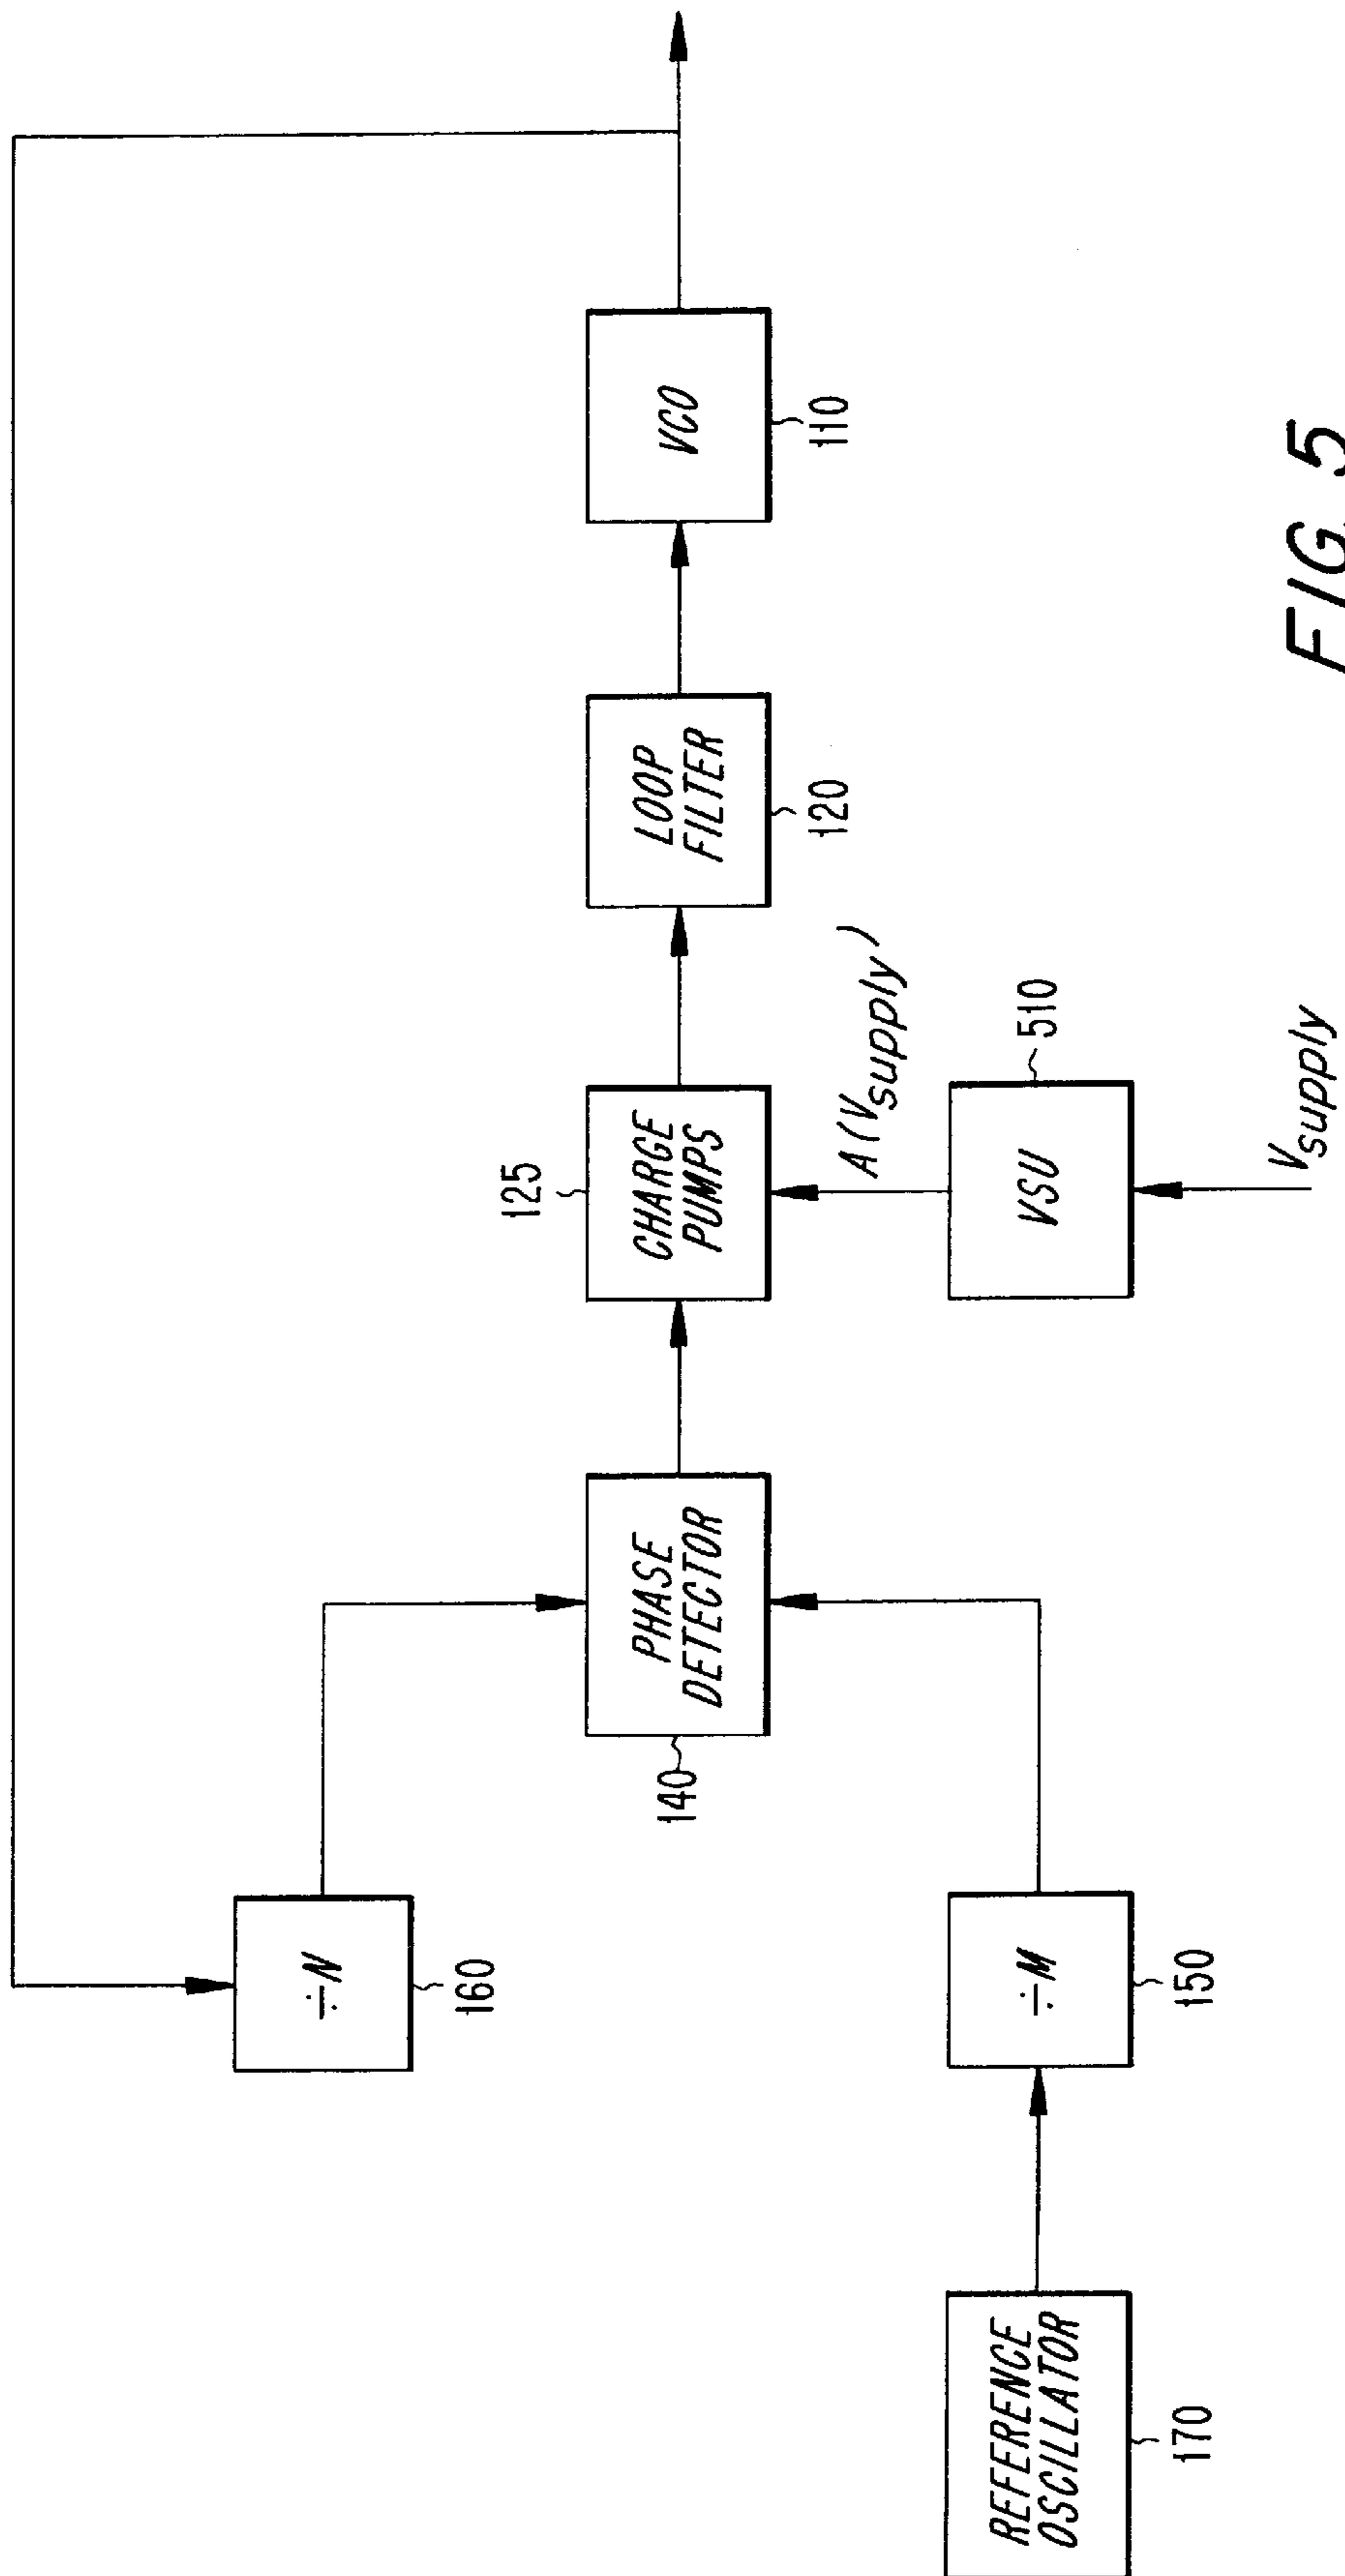 ÷N
160
REFERENCE
OSCILLATOR
170
÷M
150
PHASE
DETECTOR
140
CHARGE
PUMPS
125
A(Vsupply)
VSU
510
Vsupply
LOOP
FILTER
120
VCO
110
FIG. 5